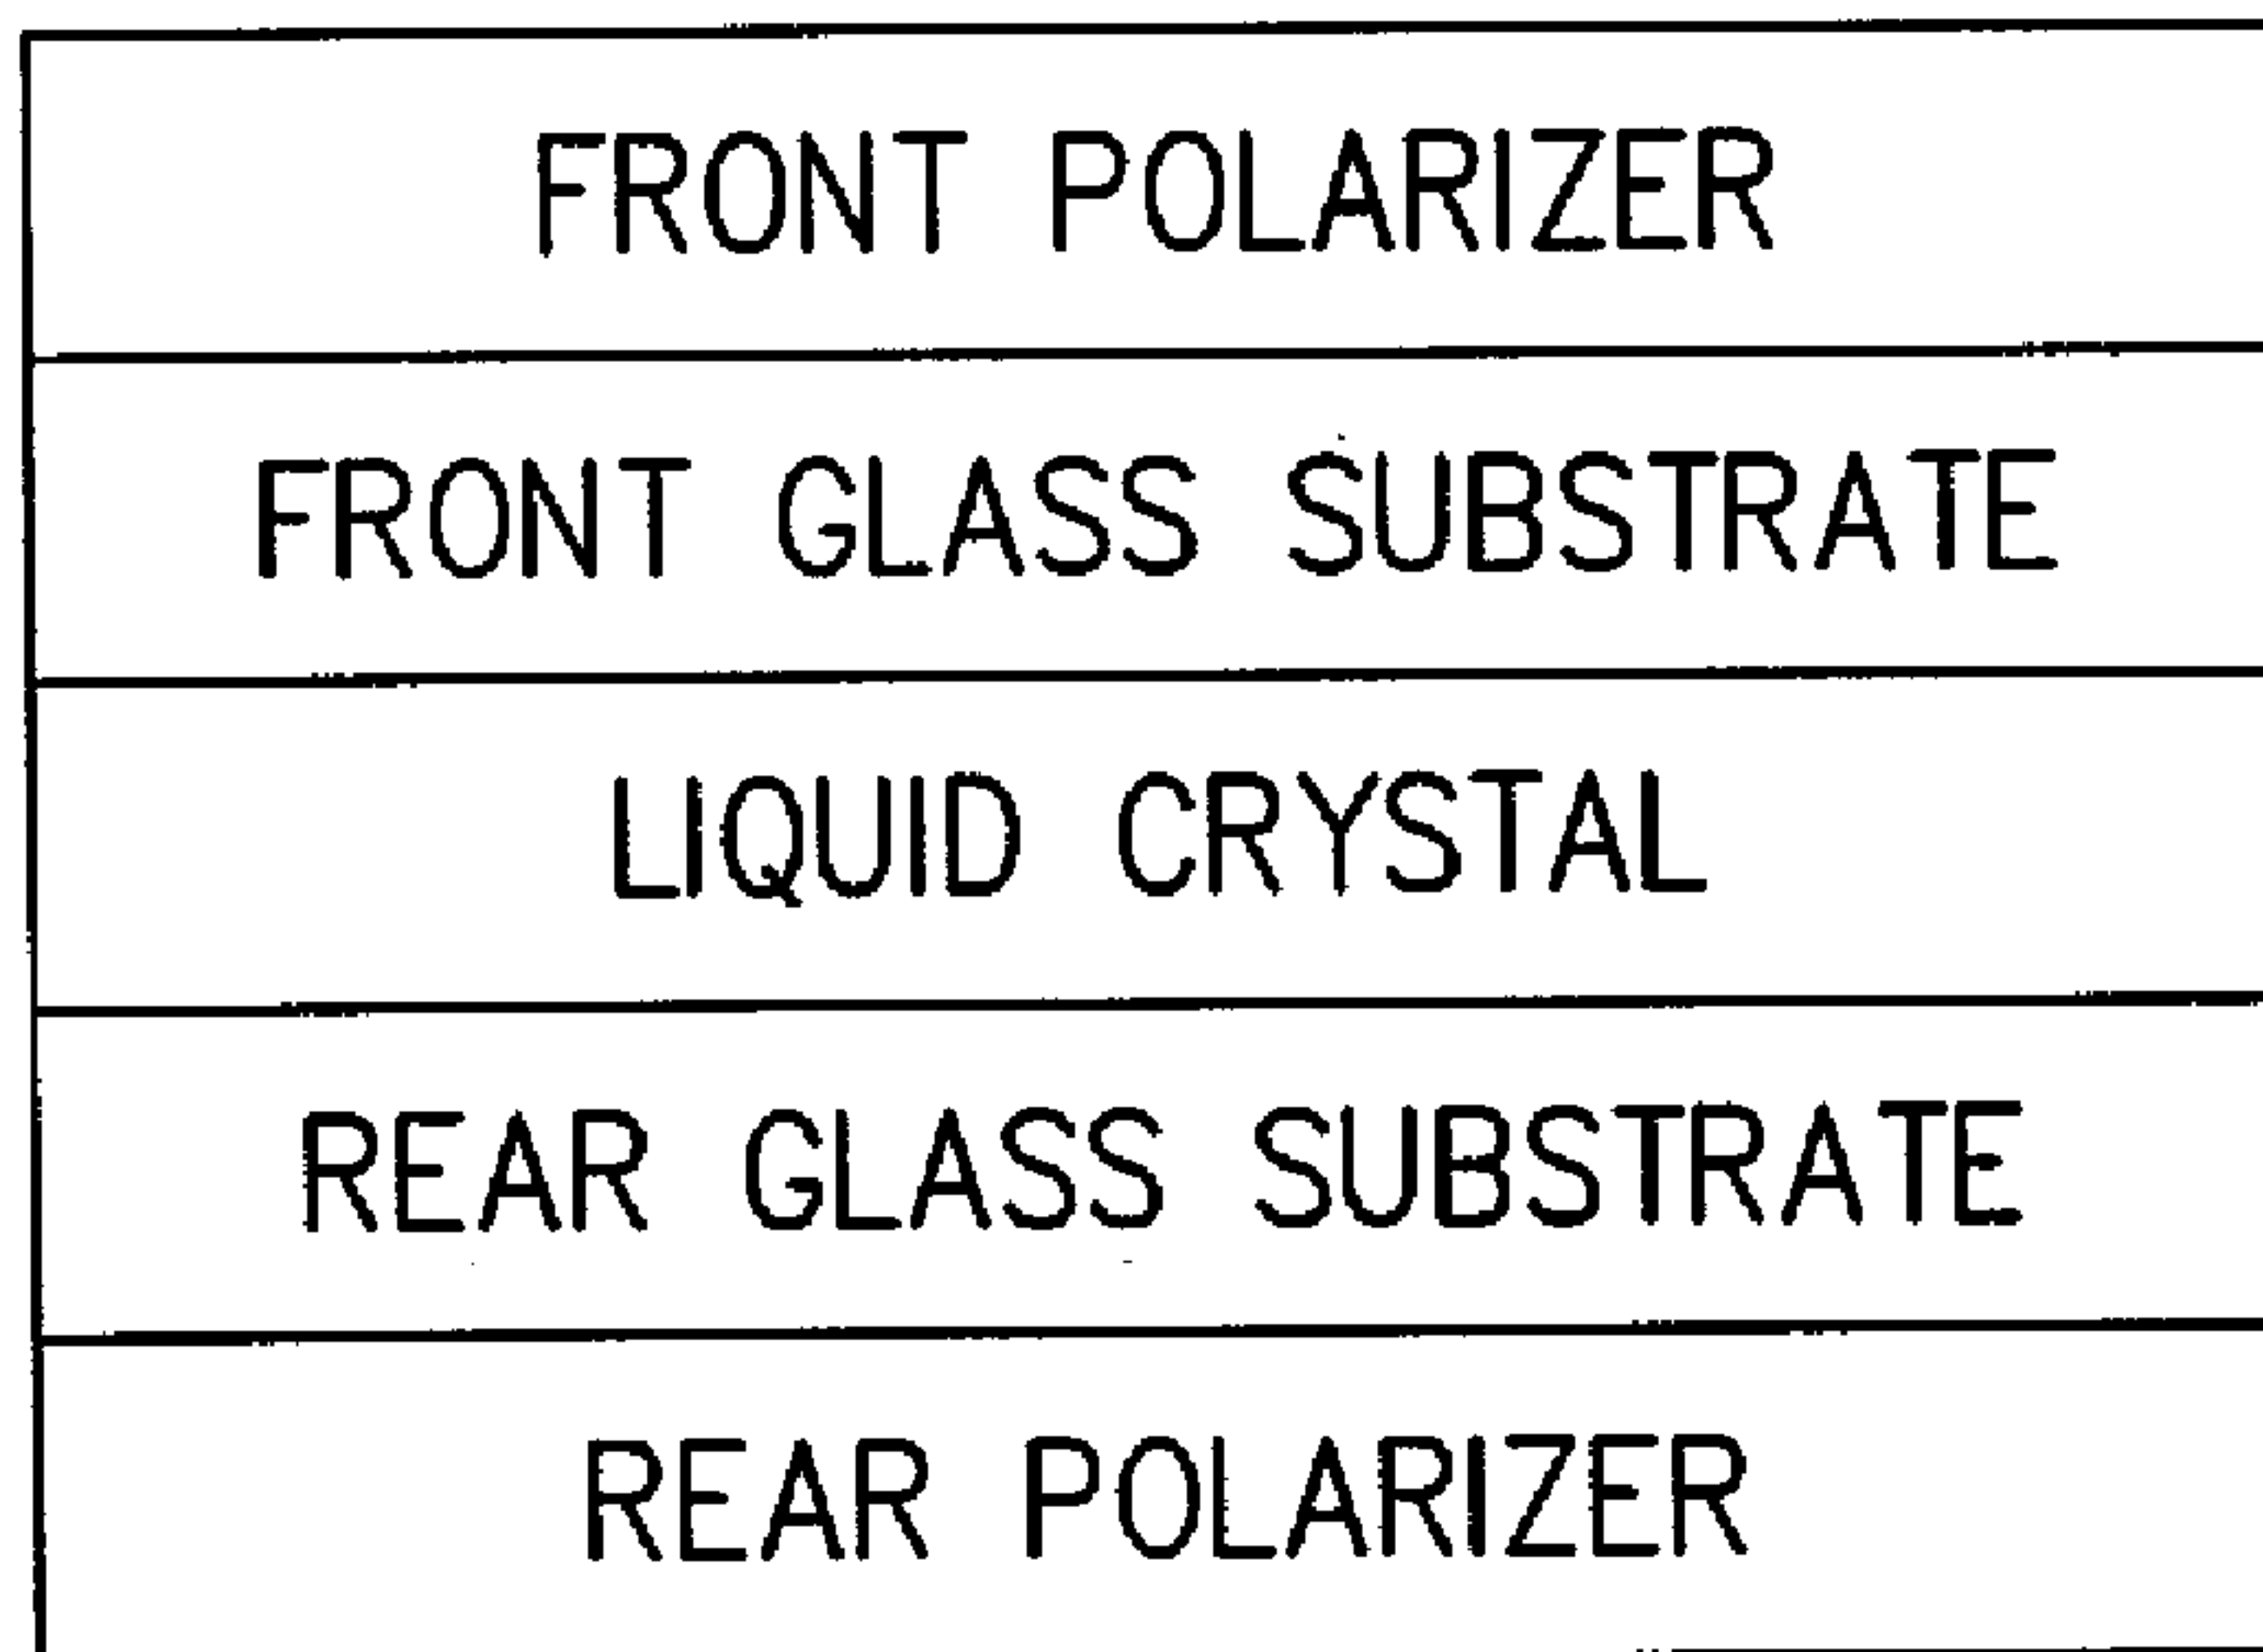 FRONT POLARIZER
FRONT GLASS SUBSTRATE
LIQUID CRYSTAL
REAR GLASS SUBSTRATE
REAR POLARIZER